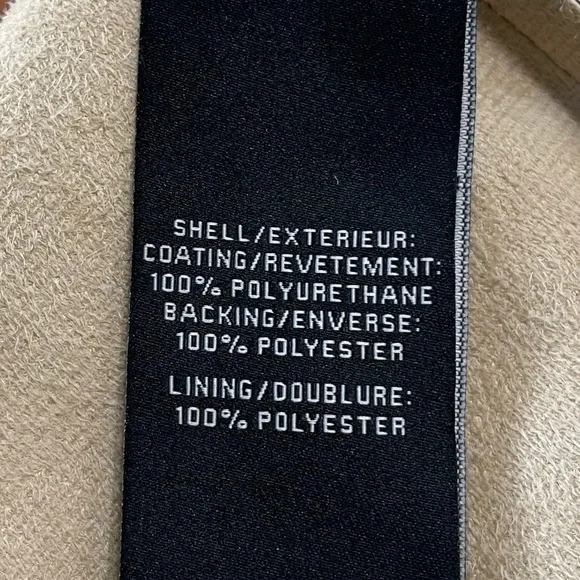 SHELL/EXTERIEUR:
COATING/REVETEMENT:
100% POLYURETHANE
BACKING/ENVERSE:
100% POLYESTER
LINING/DOUBLURE:
100% POLYESTER